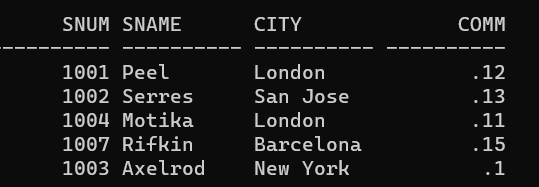 SNUM SNAME CITY COMM
---------- ---------- ---------- ----------
1001 Peel London .12
1002 Serres San Jose .13
1004 Motika London .11
1007 Rifkin Barcelona .15
1003 Axelrod New York .1